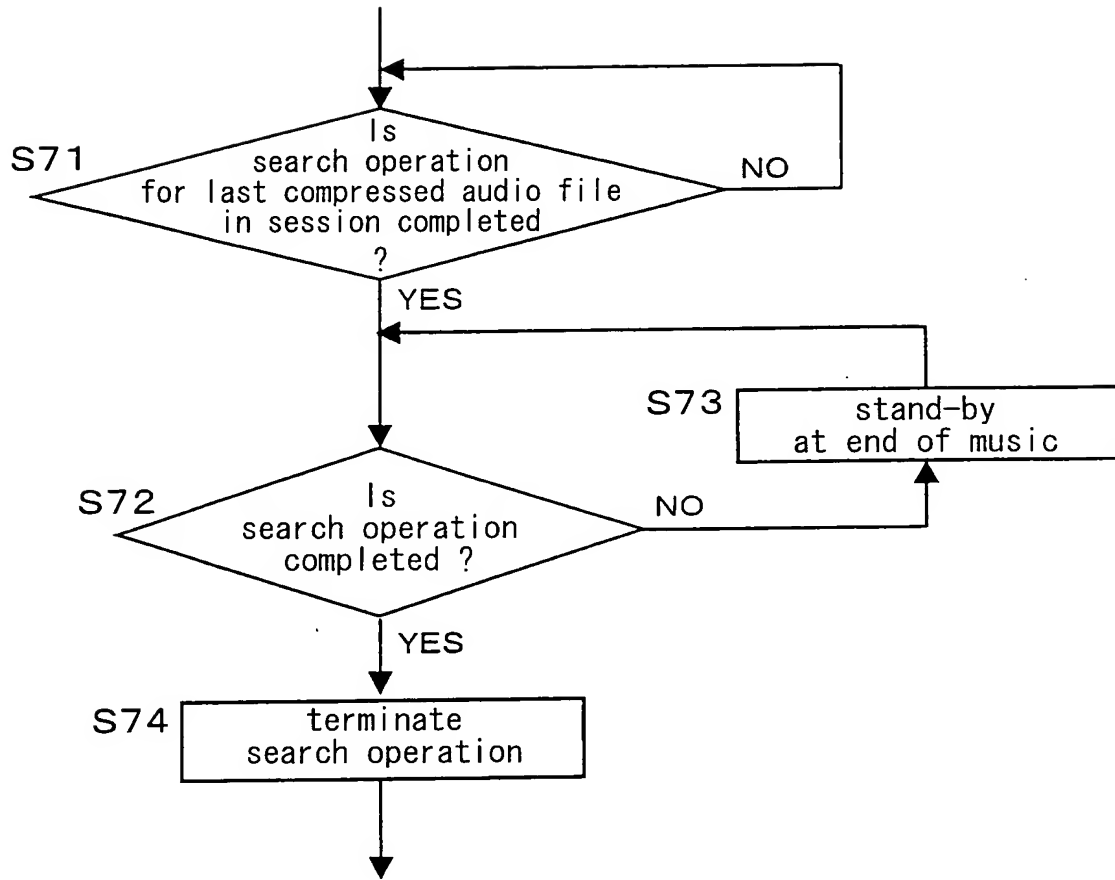 S71
Is
search operation
for last compressed audio file
in session completed
?
NO
YES
S73
stand-by
at end of music
S72
Is
search operation
completed ?
NO
YES
S74
terminate
search operation